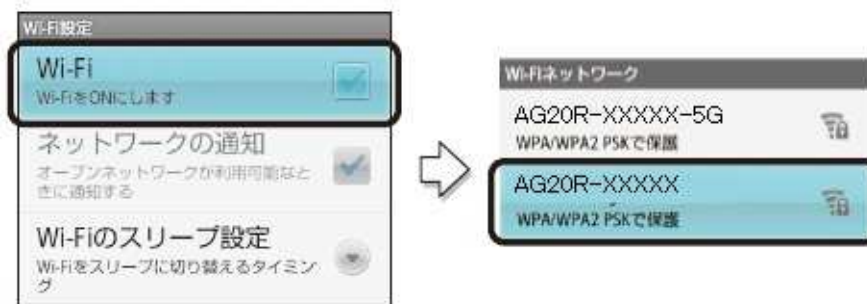 Wi-Fi設定
Wi-Fi
Wi-FiをONにします
ネットワークの通知
オープンネットワークが利用可能なと
きに通知する
Wi-Fiのスリープ設定
Wi-Fiをスリープに切り替えるタイミン
グ
Wi-Fiネットワーク
AG20R-XXXXX-5G
WPA/WPA2 PSKで保護
AG20R-XXXXX
WPA/WPA2 PSKで保護